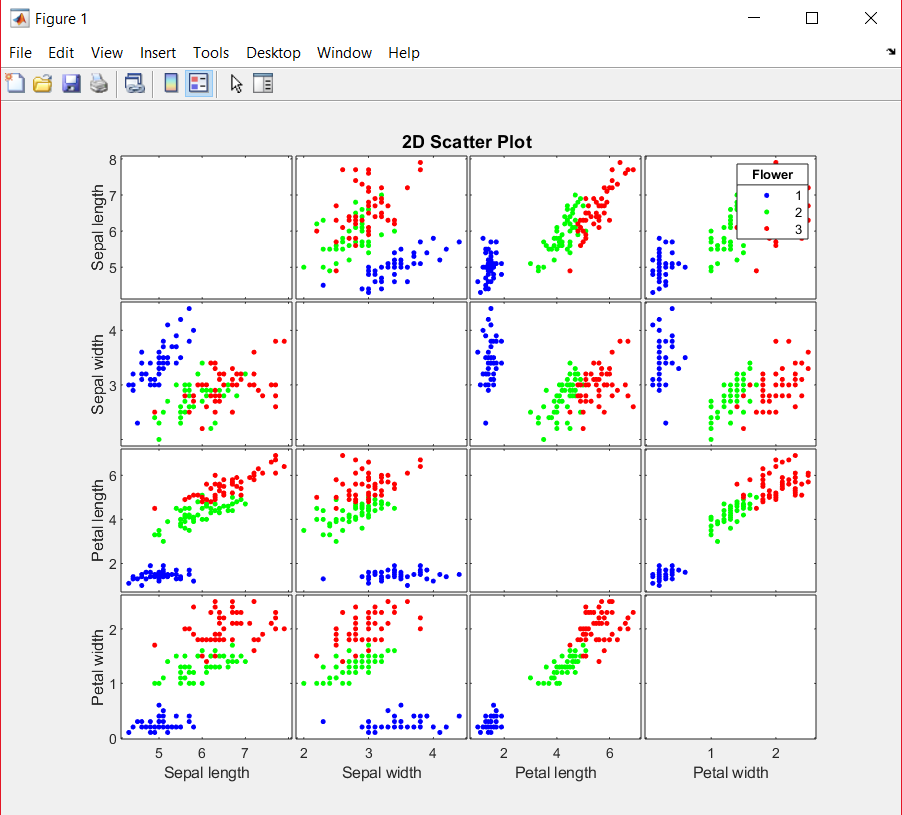 Figure 1
File Edit View Insert Tools Desktop Window Help
2D Scatter Plot
Flower
1
2
3
Sepal length
8
7
6
5
Sepal width
4
3
Petal length
6
4
2
Petal width
2
1
0
5 6 7 2 3 4 2 4 6 1 2
Sepal length Sepal width Petal length Petal width